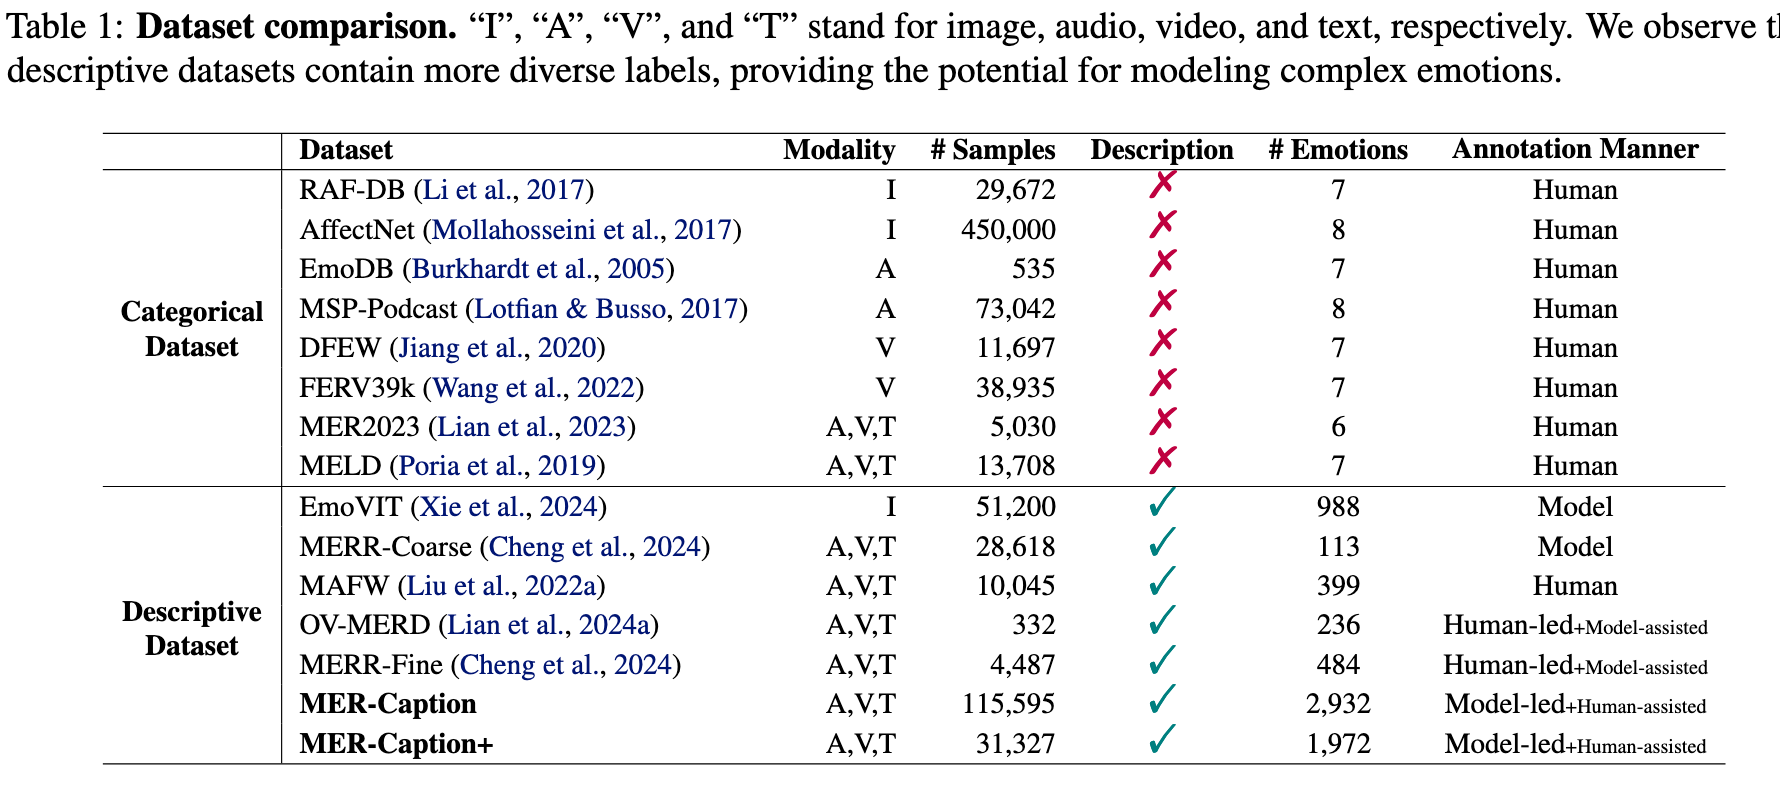 Table 1: Dataset comparison. “I”, “A”, “V”, and “T” stand for image, audio, video, and text, respectively. We observe
descriptive datasets contain more diverse labels, providing the potential for modeling complex emotions.
Dataset Modality # Samples Description # Emotions Annotation Manner
Categorical Dataset
RAF-DB (Li et al., 2017) I 29,672 ✗ 7 Human
AffectNet (Mollahosseini et al., 2017) I 450,000 ✗ 8 Human
EmoDB (Burkhardt et al., 2005) A 535 ✗ 7 Human
MSP-Podcast (Lotfian & Busso, 2017) A 73,042 ✗ 8 Human
DFEW (Jiang et al., 2020) V 11,697 ✗ 7 Human
FERV39k (Wang et al., 2022) V 38,935 ✗ 7 Human
MER2023 (Lian et al., 2023) A,V,T 5,030 ✗ 6 Human
MELD (Poria et al., 2019) A,V,T 13,708 ✗ 7 Human
Descriptive Dataset
EmoVIT (Xie et al., 2024) I 51,200 ✓ 988 Model
MERR-Coarse (Cheng et al., 2024) A,V,T 28,618 ✓ 113 Model
MAFW (Liu et al., 2022a) A,V,T 10,045 ✓ 399 Human
OV-MERD (Lian et al., 2024a) A,V,T 332 ✓ 236 Human-led+Model-assisted
MERR-Fine (Cheng et al., 2024) A,V,T 4,487 ✓ 484 Human-led+Model-assisted
MER-Caption A,V,T 115,595 ✓ 2,932 Model-led+Human-assisted
MER-Caption+ A,V,T 31,327 ✓ 1,972 Model-led+Human-assisted